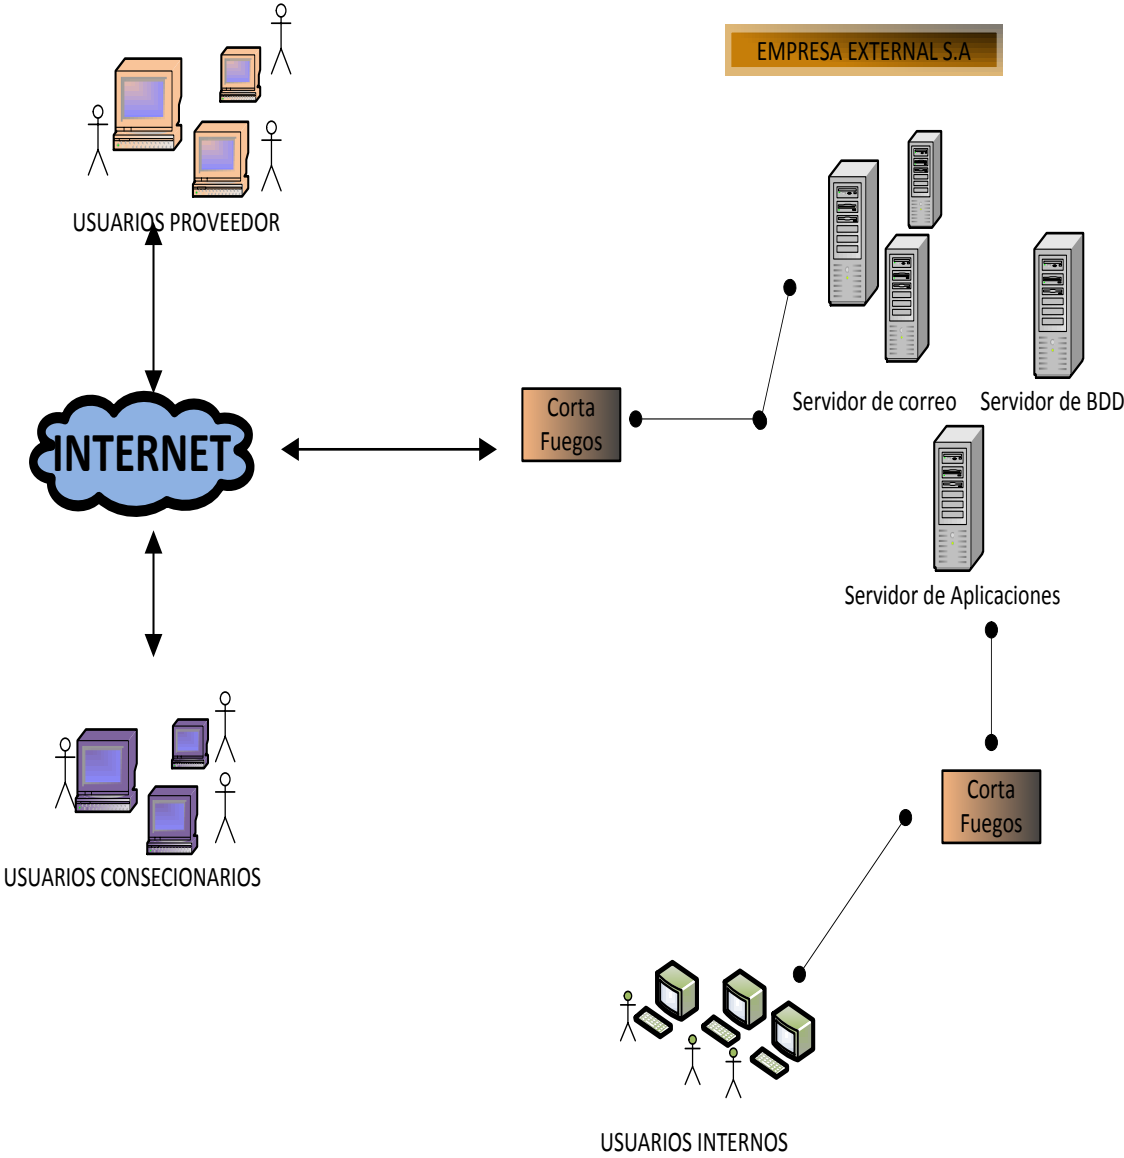 EMPRESA EXTERNAL S.A
USUARIOS PROVEEDOR
Servidor de correo
Servidor de BDD
Corta
Fuegos
INTERNET
Servidor de Aplicaciones
Corta
Fuegos
USUARIOS CONSECIONARIOS
USUARIOS INTERNOS